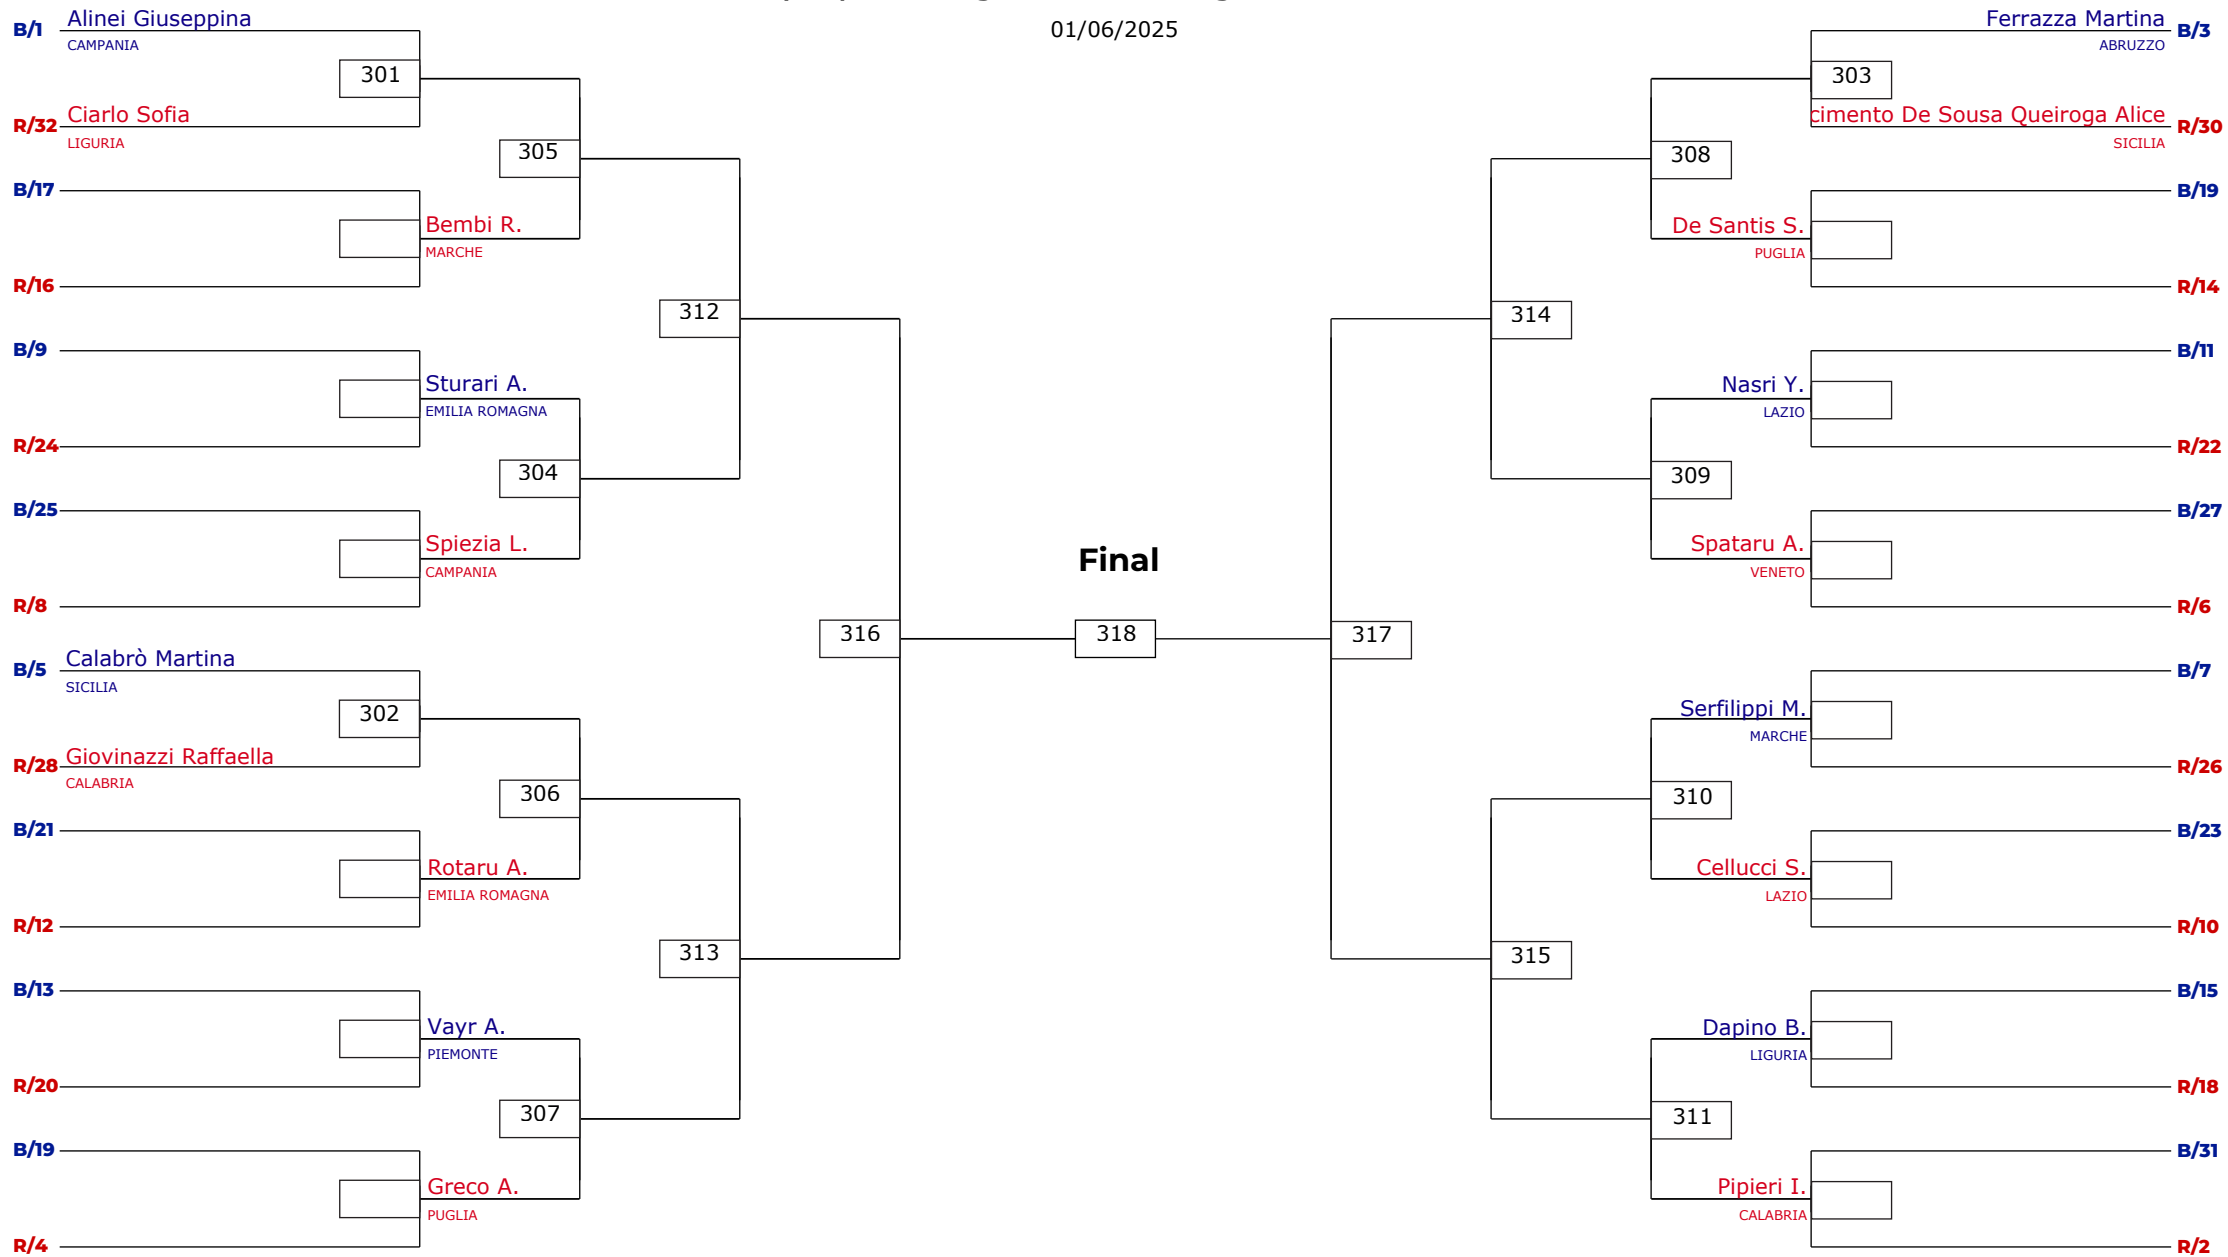 01/06/2025
B/1 Alinei Giuseppina
CAMPANIA
301
R/32 Ciarlo Sofia
LIGURIA
305
B/17
Bembi R.
MARCHE
R/16
312
B/9
Sturari A.
EMILIA ROMAGNA
R/24
304
B/25
Spiezia L.
CAMPANIA
R/8
316
B/5 Calabrò Martina
SICILIA
302
R/28 Giovinazzi Raffaella
CALABRIA
306
B/21
Rotaru A.
EMILIA ROMAGNA
R/12
313
B/13
Vayr A.
PIEMONTE
R/20
307
B/19
Greco A.
PUGLIA
R/4
Final
318
Ferrazza Martina B/3
ABRUZZO
303
cimento De Sousa Queiroga Alice R/30
SICILIA
308
B/19
De Santis S.
PUGLIA
R/14
314
B/11
Nasri Y.
LAZIO
R/22
309
B/27
Spataru A.
VENETO
R/6
317
B/7
Serfilippi M.
MARCHE
R/26
310
B/23
Cellucci S.
LAZIO
R/10
315
B/15
Dapino B.
LIGURIA
R/18
311
B/31
Pipieri I.
CALABRIA
R/2